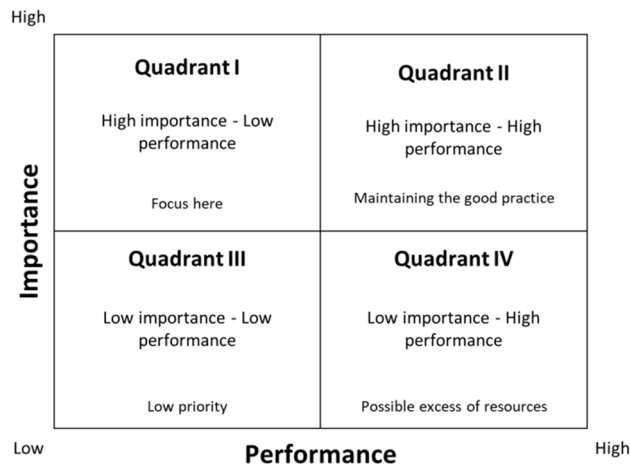 High
Quadrant I
High importance - Low
performance
Focus here
Quadrant II
High importance - High
performance
Maintaining the good practice
Importance
Quadrant III
Low importance - Low
performance
Low priority
Quadrant IV
Low importance - High
performance
Possible excess of resources
Low
Performance
High